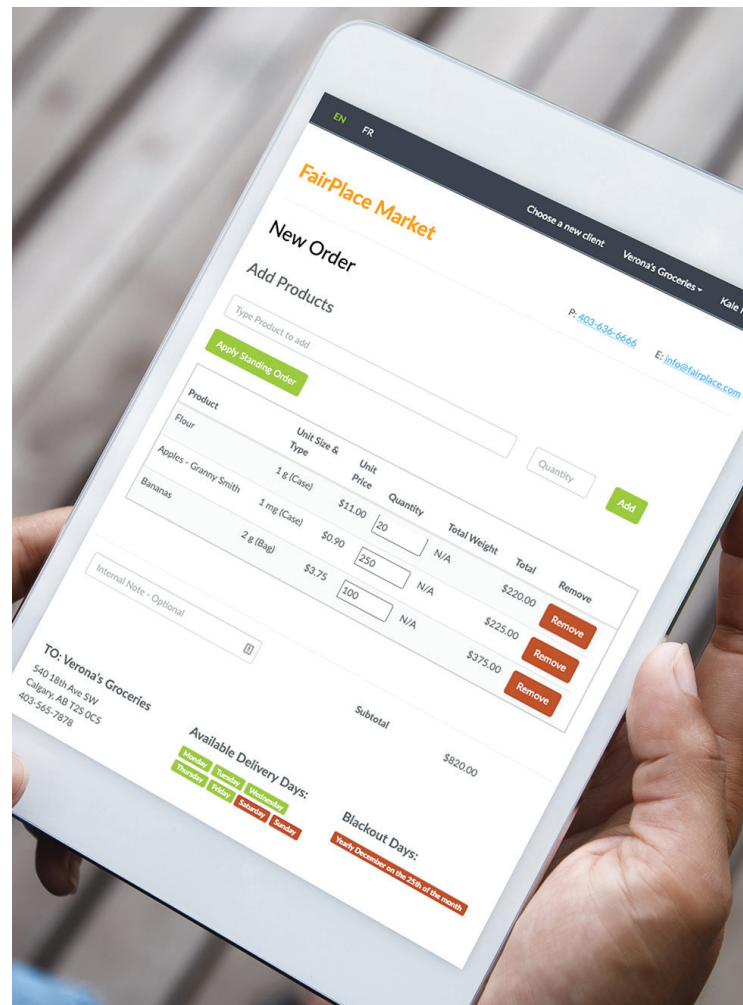 EN FR
Choose a new client Verona's Groceries Kale
FairPlace Market
P: 403-636-6666 E: info@fairplace.com
New Order
Add Products
Type Product to add
Quantity
Add
Apply Standing Order
Product Unit Size & Type Unit Price Quantity Total Weight Total Remove
Flour 1 g (Case) $11.00 20 N/A $220.00 Remove
Apples - Granny Smith 1 mg (Case) $0.90 250 N/A $225.00 Remove
Bananas 2 g (Bag) $3.75 100 N/A $375.00 Remove
Internal Note - Optional
Subtotal $820.00
TO: Verona's Groceries
540 18th Ave SW
Calgary, AB T2S 0C5
403-565-7878
Available Delivery Days:
Monday Tuesday Wednesday
Thursday Friday Saturday Sunday
Blackout Days:
Yearly December on the 25th of the month